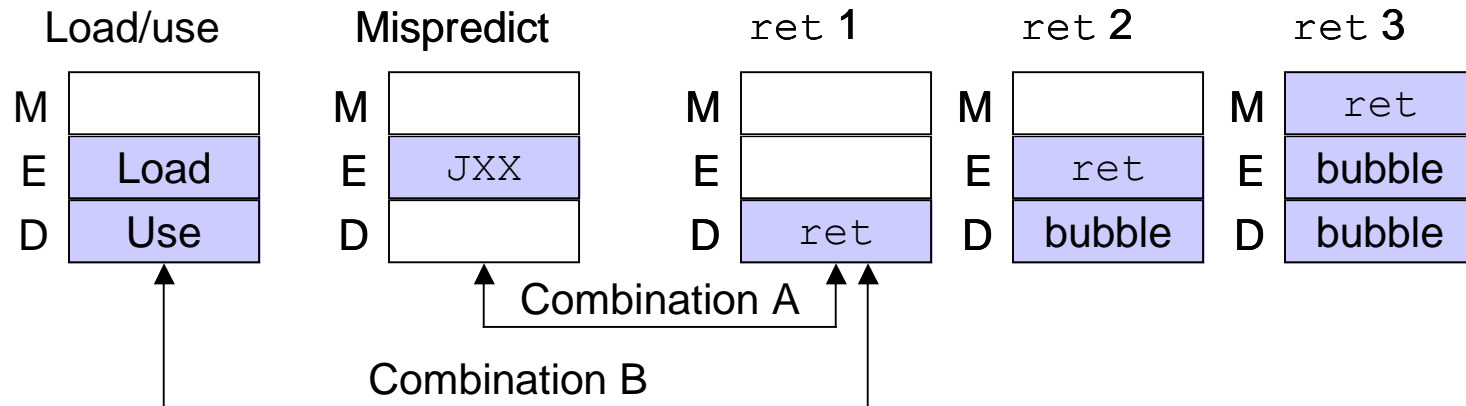 Load/use Mispredict ret 1 ret 2 ret 3
M M M M M ret
E Load E JXX E E ret E bubble
D Use D D ret D bubble D bubble
Combination A
Combination B